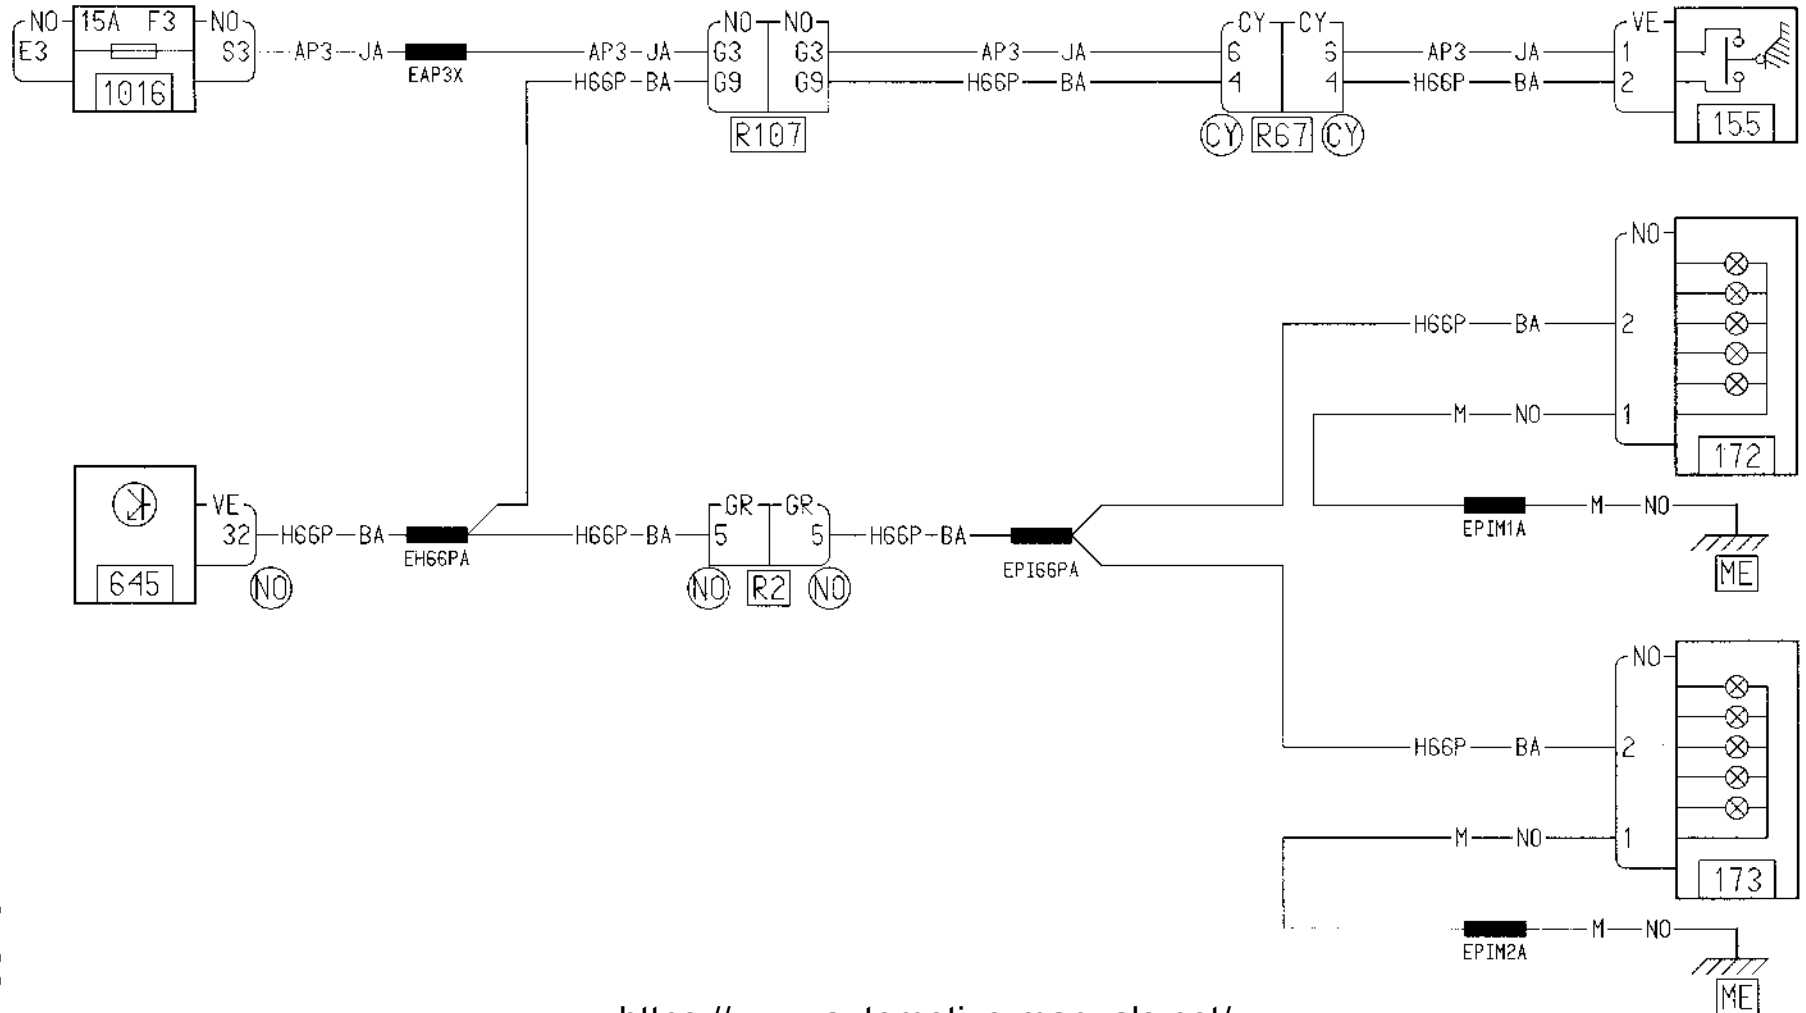 NO 15A F3 NO
E3 S3 AP3 JA
EAP3X
1016
NO NO
AP3 JA G3 G3 AP3 JA
H66P BA G9 G9 H66P BA
R107
CY CY
6 6 AP3 JA
4 4 H66P BA
CY R67 CY
VE
1
2
155
NO
H66P BA 2
M NO 1
172
EPIM1A M NO
ME
VE
32 H66P BA
EH66PA
645 NO
GR GR
H66P BA 5 5 H66P BA
EPI66PA
NO R2 NO
NO
H66P BA 2
M NO 1
173
EPIM2A M NO
ME